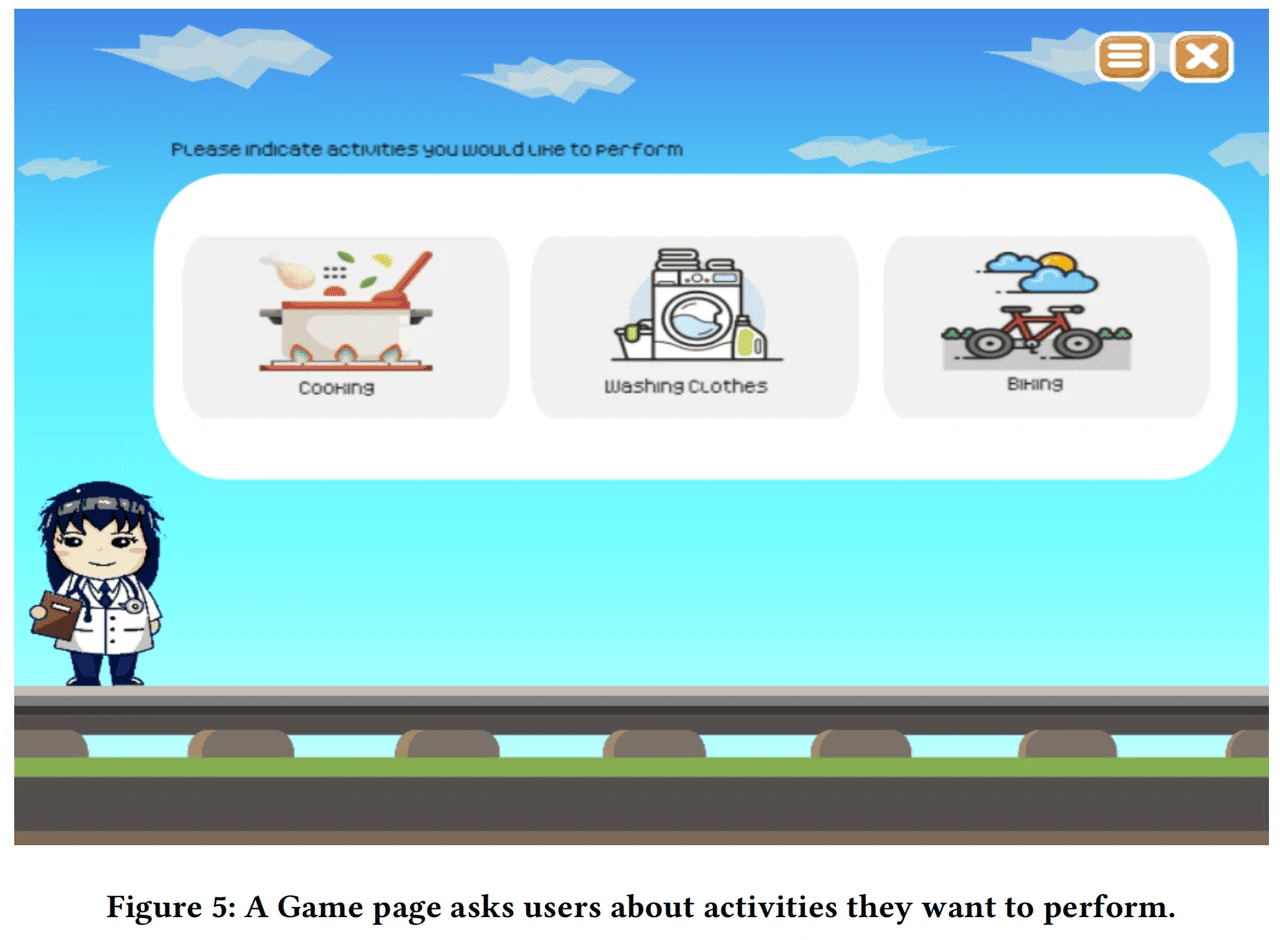 Please indicate activities you would like to perform
Cooking
Washing Clothes
Biking
Figure 5: A Game page asks users about activities they want to perform.